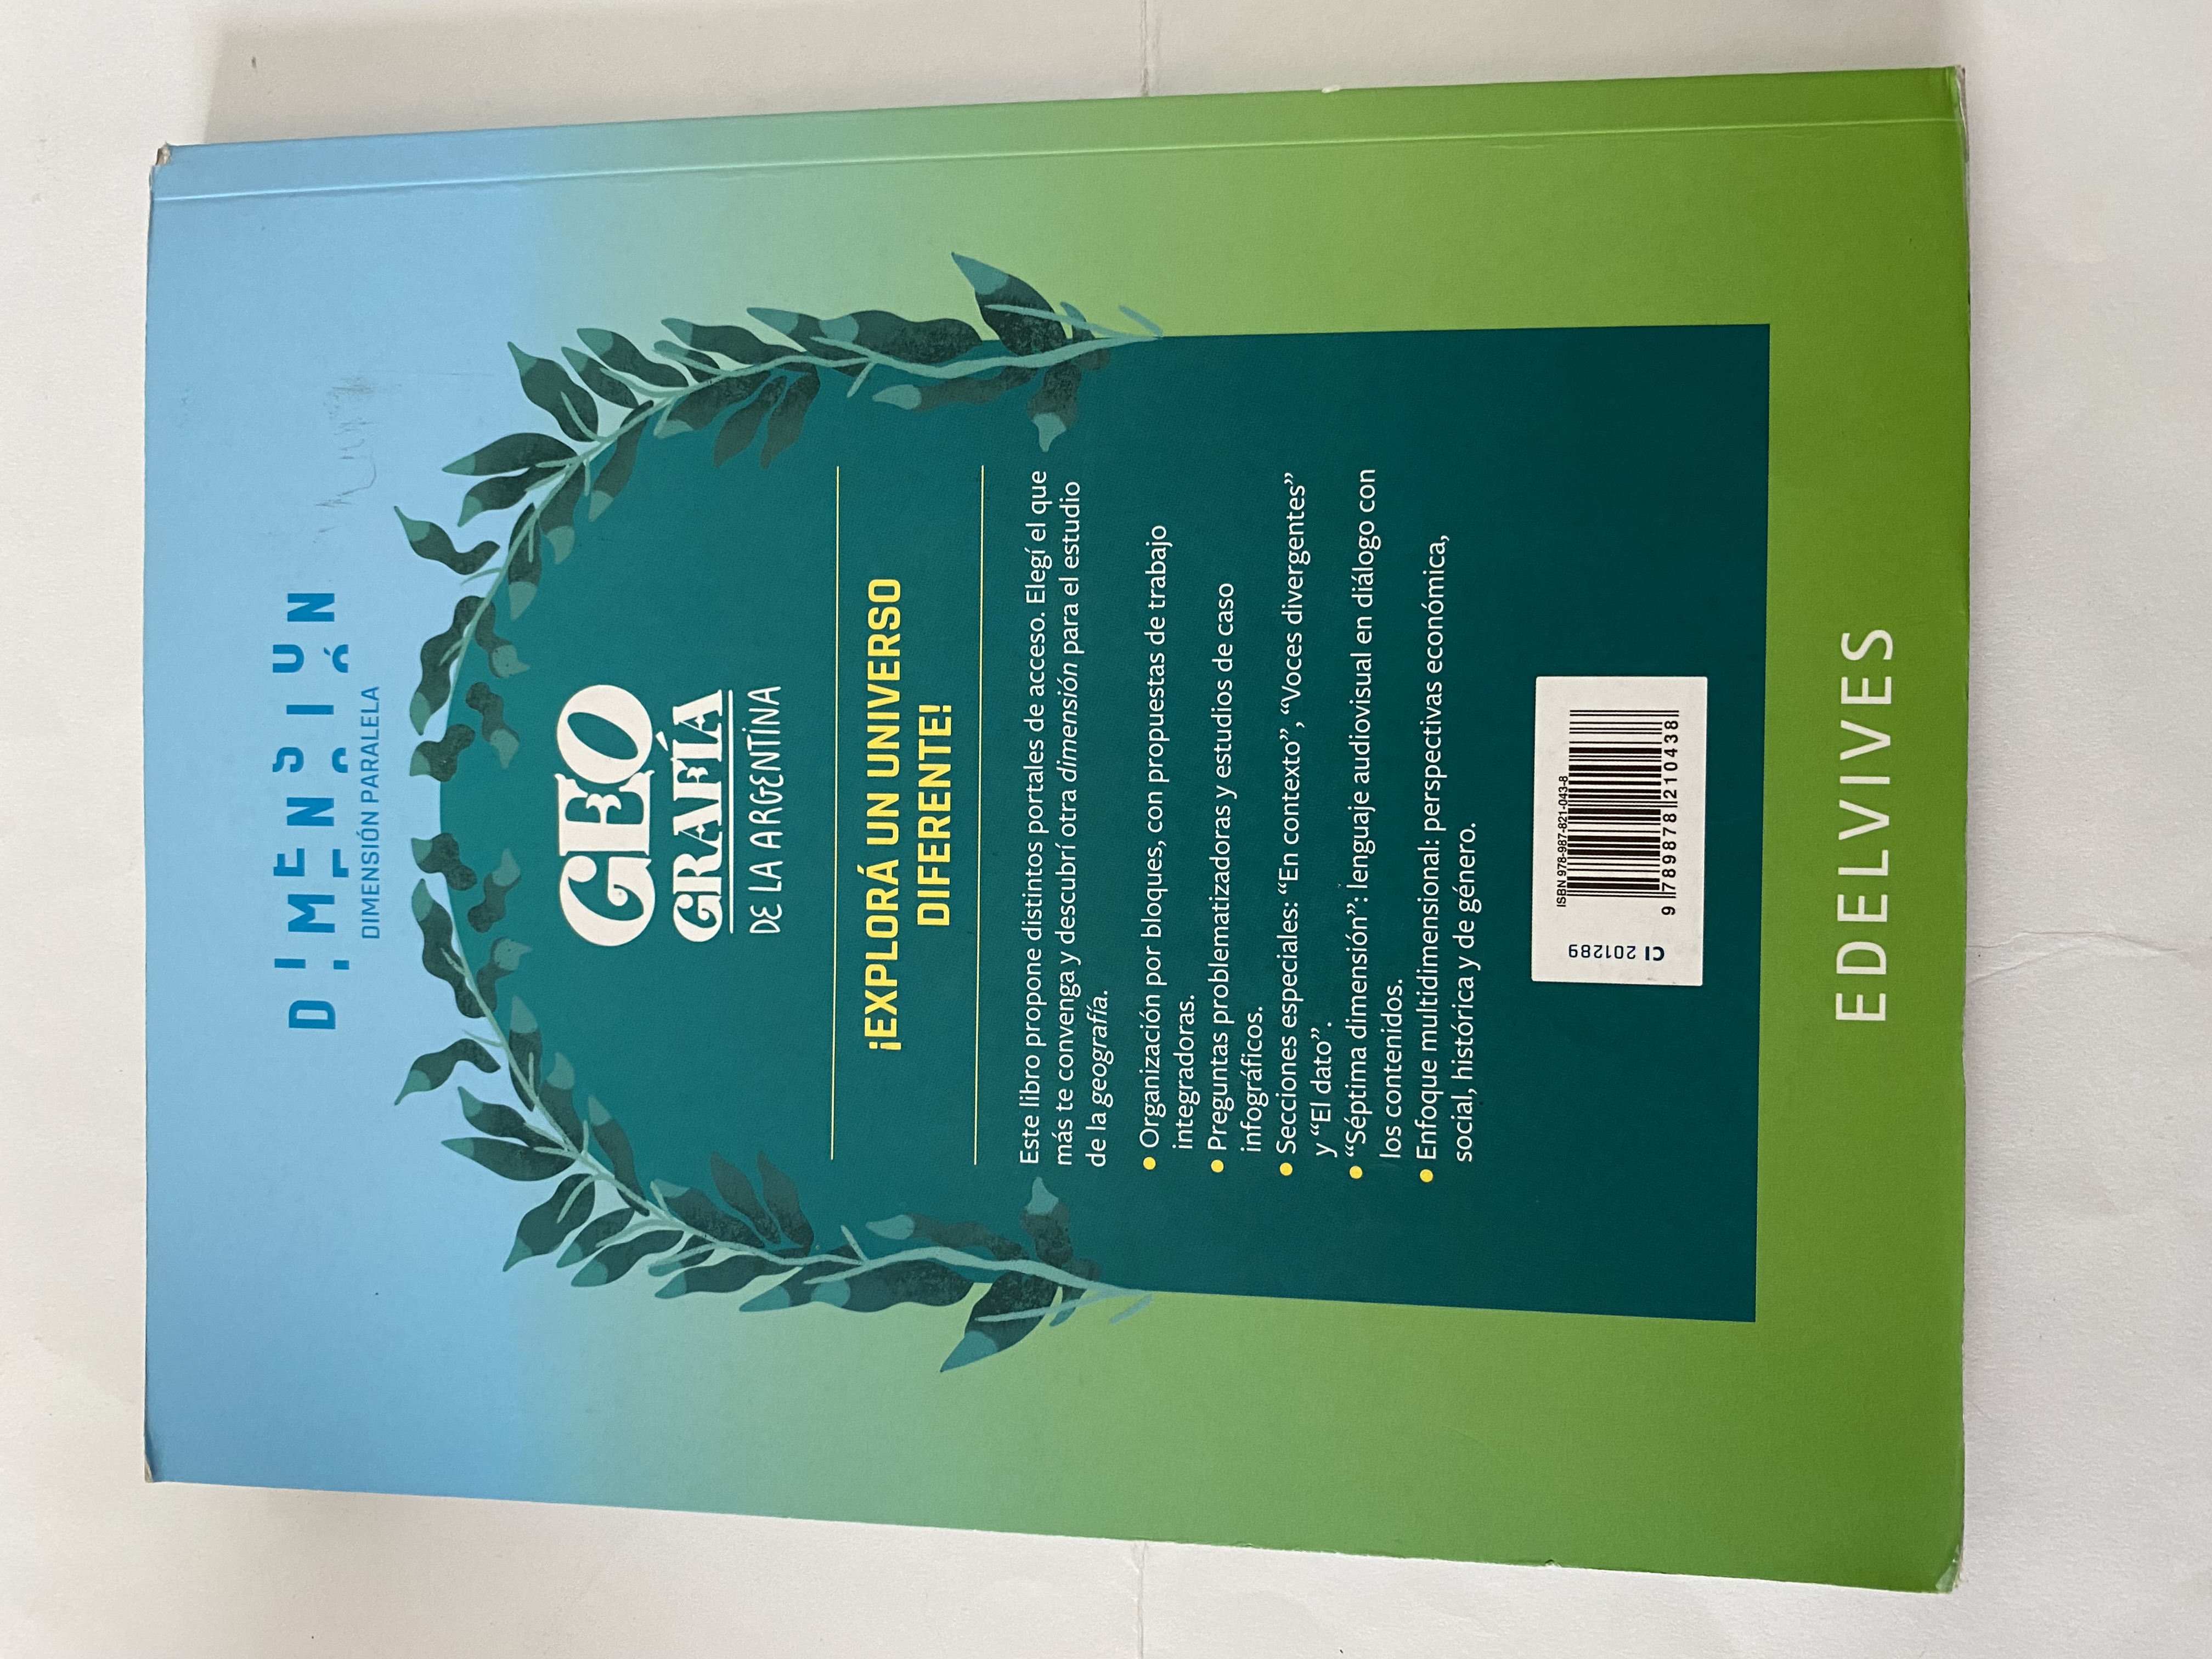 DIMENSIÓN
DIMENSIÓN PARALELA
GEO
GRAFÍA
DE LA ARGENTINA
¡EXPLORÁ UN UNIVERSO
DIFERENTE!
Este libro propone distintos portales de acceso. Elegí el que
más te convenga y descubrí otra dimensión para el estudio
de la geografía.
• Organización por bloques, con propuestas de trabajo
integradoras.
• Preguntas problematizadoras y estudios de caso
infográficos.
• Secciones especiales: “En contexto”, “Voces divergentes”
y “El dato”.
• “Séptima dimensión”: lenguaje audiovisual en diálogo con
los contenidos.
• Enfoque multidimensional: perspectivas económica,
social, histórica y de género.
CI 201289
ISBN 978-987-821-043-8
9 789878 210438
EDELVIVES